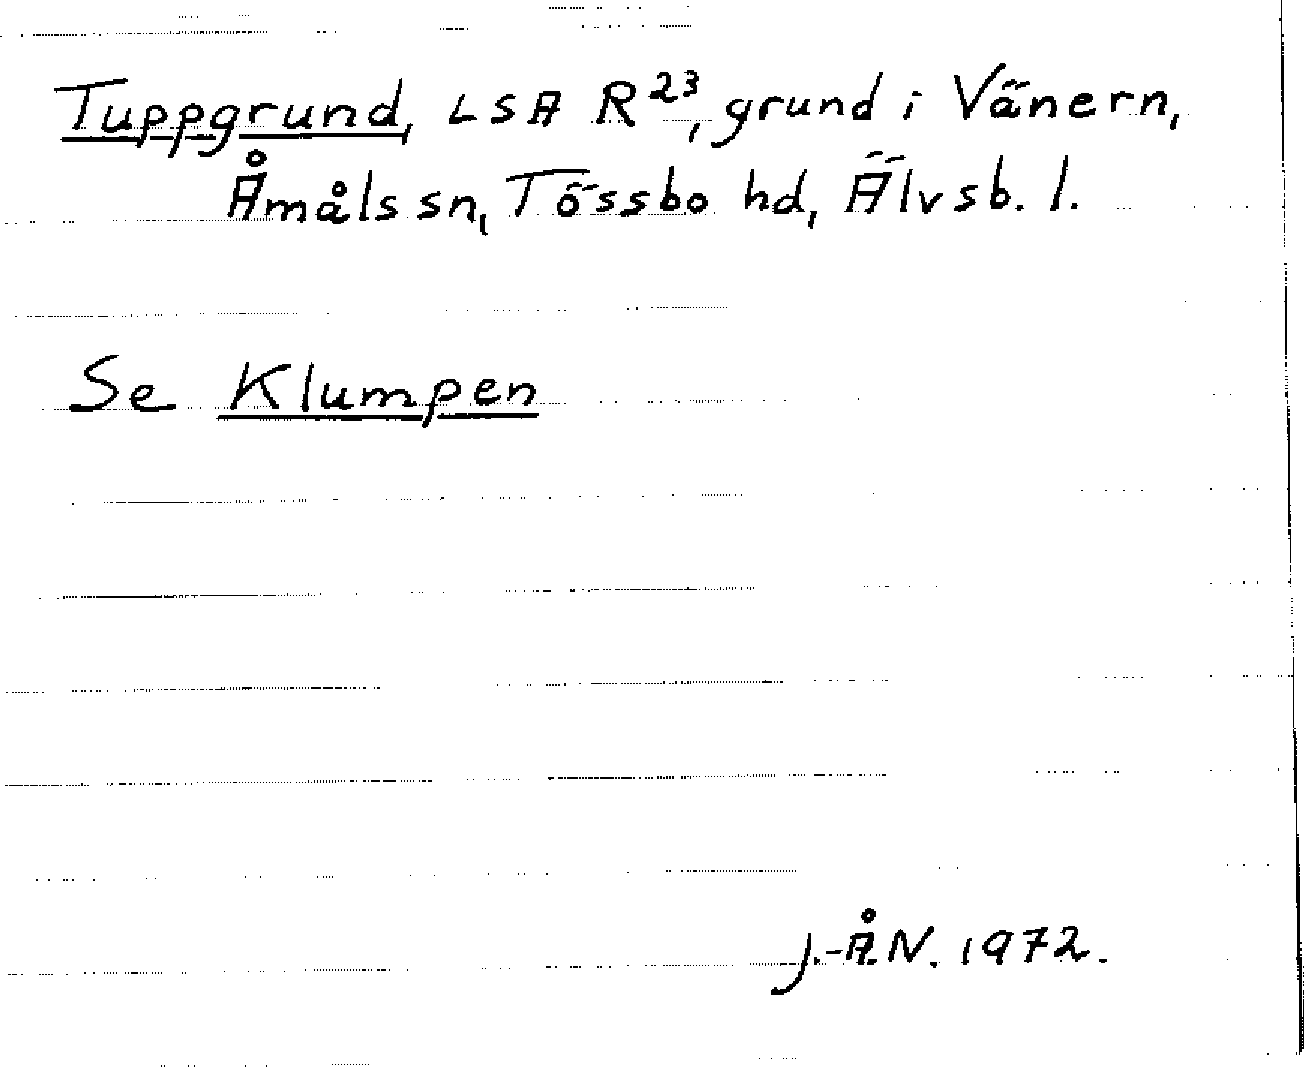 Tuppgrund, LSA R²³, grund i Vänern,
Åmåls sn, Tössbo hd, Älvsb. l.
Se Klumpen
J.-Å.N. 1972.